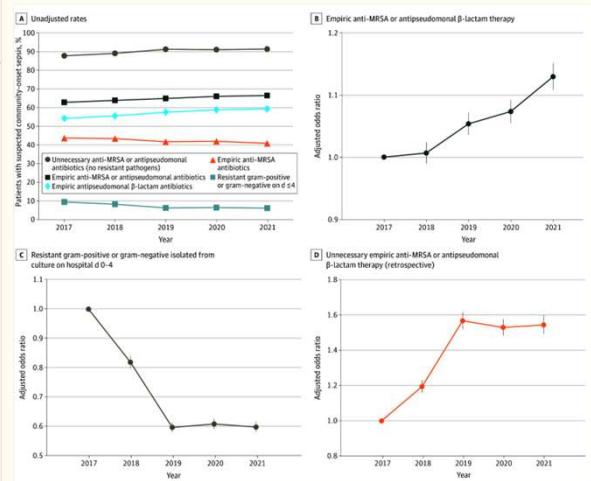 A Unadjusted rates
Patients with suspected community-onset sepsis, %
100
90
80
70
60
50
40
30
20
10
0
Unnecessary anti-MRSA or antipseudomonal
antibiotics (no resistant pathogens)
Empiric anti-MRSA or antipseudomonal antibiotics
Empiric antipseudomonal β-lactam antibiotics
Empiric anti-MRSA
antibiotics
Resistant gram-positive
or gram-negative on d ≤4
2017 2018 2019 2020 2021
Year
B Empiric anti-MRSA or antipseudomonal β-lactam therapy
Adjusted odds ratio
1.2
1.1
1.0
0.9
2017 2018 2019 2020 2021
Year
C Resistant gram-positive or gram-negative isolated from
culture on hospital d 0-4
Adjusted odds ratio
1.1
1.0
0.9
0.8
0.7
0.6
0.5
2017 2018 2019 2020 2021
Year
D Unnecessary empiric anti-MRSA or antipseudomonal
β-lactam therapy (retrospective)
Adjusted odds ratio
1.8
1.6
1.4
1.2
1.0
0.8
2017 2018 2019 2020 2021
Year